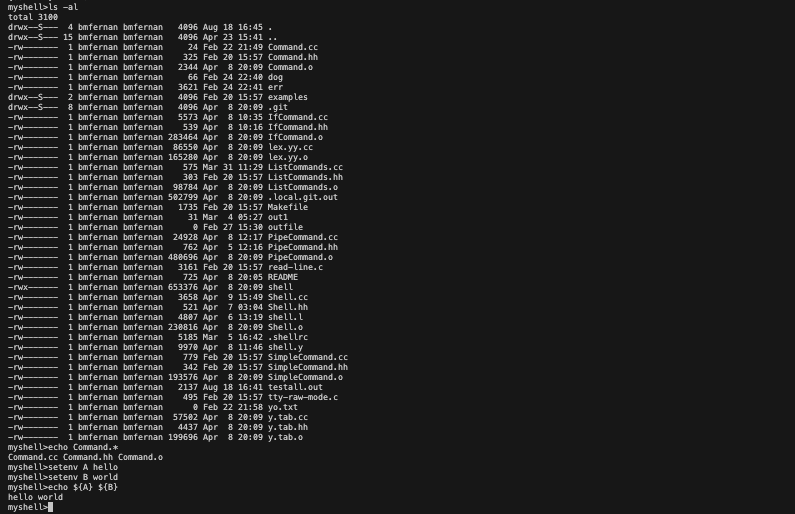 myshell>ls -al
total 3100
drwx--S---  4 bmfernan bmfernan   4096 Aug 18 16:45 .
drwx--S--- 15 bmfernan bmfernan   4096 Apr 23 15:41 ..
-rw-------  1 bmfernan bmfernan     24 Feb 22 21:49 Command.cc
-rw-------  1 bmfernan bmfernan    325 Feb 20 15:57 Command.hh
-rw-------  1 bmfernan bmfernan   2344 Apr  8 20:09 Command.o
-rw-------  1 bmfernan bmfernan     66 Feb 24 22:40 dog
-rw-------  1 bmfernan bmfernan   3621 Feb 24 22:41 err
drwx--S---  2 bmfernan bmfernan   4096 Feb 20 15:57 examples
drwx--S---  8 bmfernan bmfernan   4096 Apr  8 20:09 .git
-rw-------  1 bmfernan bmfernan   5573 Apr  8 10:35 IfCommand.cc
-rw-------  1 bmfernan bmfernan    539 Apr  8 10:16 IfCommand.hh
-rw-------  1 bmfernan bmfernan 283464 Apr  8 20:09 IfCommand.o
-rw-------  1 bmfernan bmfernan  86550 Apr  8 20:09 lex.yy.cc
-rw-------  1 bmfernan bmfernan 165280 Apr  8 20:09 lex.yy.o
-rw-------  1 bmfernan bmfernan    575 Mar 31 11:29 ListCommands.cc
-rw-------  1 bmfernan bmfernan    303 Feb 20 15:57 ListCommands.hh
-rw-------  1 bmfernan bmfernan  98784 Apr  8 20:09 ListCommands.o
-rw-------  1 bmfernan bmfernan 502799 Apr  8 20:09 .local.git.out
-rw-------  1 bmfernan bmfernan   1735 Feb 20 15:57 Makefile
-rw-------  1 bmfernan bmfernan     31 Mar  4 05:27 out1
-rw-------  1 bmfernan bmfernan      0 Feb 27 15:30 outfile
-rw-------  1 bmfernan bmfernan  24928 Apr  8 12:17 PipeCommand.cc
-rw-------  1 bmfernan bmfernan    762 Apr  5 12:16 PipeCommand.hh
-rw-------  1 bmfernan bmfernan 480696 Apr  8 20:09 PipeCommand.o
-rw-------  1 bmfernan bmfernan   3161 Feb 20 15:57 read-line.c
-rw-------  1 bmfernan bmfernan    725 Apr  8 20:05 README
-rwx------  1 bmfernan bmfernan 653376 Apr  8 20:09 shell
-rw-------  1 bmfernan bmfernan   3658 Apr  9 15:49 Shell.cc
-rw-------  1 bmfernan bmfernan    521 Apr  7 03:04 Shell.hh
-rw-------  1 bmfernan bmfernan   4807 Apr  6 13:19 shell.l
-rw-------  1 bmfernan bmfernan 230816 Apr  8 20:09 Shell.o
-rw-------  1 bmfernan bmfernan   5185 Mar  5 16:42 .shellrc
-rw-------  1 bmfernan bmfernan   9970 Apr  8 11:46 shell.y
-rw-------  1 bmfernan bmfernan    779 Feb 20 15:57 SimpleCommand.cc
-rw-------  1 bmfernan bmfernan    342 Feb 20 15:57 SimpleCommand.hh
-rw-------  1 bmfernan bmfernan 193576 Apr  8 20:09 SimpleCommand.o
-rw-------  1 bmfernan bmfernan   2137 Aug 18 16:41 testall.out
-rw-------  1 bmfernan bmfernan    495 Feb 20 15:57 tty-raw-mode.c
-rw-------  1 bmfernan bmfernan      0 Feb 22 21:58 yo.txt
-rw-------  1 bmfernan bmfernan  57502 Apr  8 20:09 y.tab.cc
-rw-------  1 bmfernan bmfernan   4437 Apr  8 20:09 y.tab.hh
-rw-------  1 bmfernan bmfernan 199696 Apr  8 20:09 y.tab.o
myshell>echo Command.*
Command.cc Command.hh Command.o
myshell>setenv A hello
myshell>setenv B world
myshell>echo ${A} ${B}
hello world
myshell>